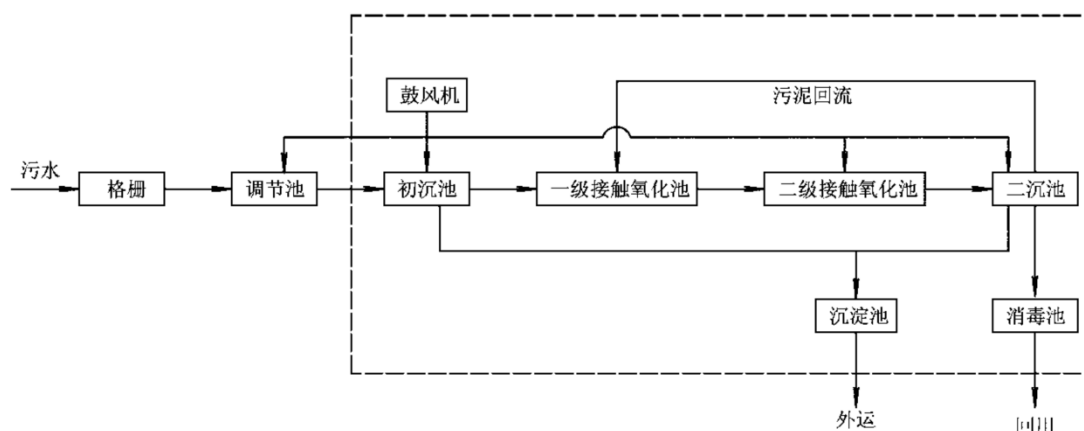 鼓风机
污泥回流
污水
格栅
调节池
初沉池
一级接触氧化池
二级接触氧化池
二沉池
沉淀池
消毒池
外运